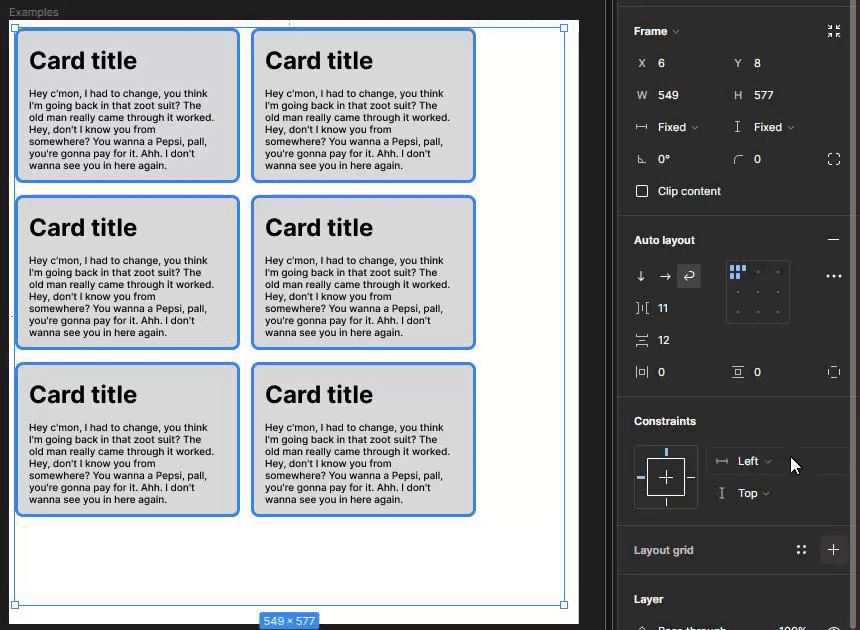 Examples
Card title
Hey c'mon, I had to change, you think
I'm going back in that zoot suit? The
old man really came through it worked.
Hey, don't I know you from
somewhere? You wanna a Pepsi, pall,
you're gonna pay for it. Ahh. I don't
wanna see you in here again.
Card title
Hey c'mon, I had to change, you think
I'm going back in that zoot suit? The
old man really came through it worked.
Hey, don't I know you from
somewhere? You wanna a Pepsi, pall,
you're gonna pay for it. Ahh. I don't
wanna see you in here again.
Card title
Hey c'mon, I had to change, you think
I'm going back in that zoot suit? The
old man really came through it worked.
Hey, don't I know you from
somewhere? You wanna a Pepsi, pall,
you're gonna pay for it. Ahh. I don't
wanna see you in here again.
Card title
Hey c'mon, I had to change, you think
I'm going back in that zoot suit? The
old man really came through it worked.
Hey, don't I know you from
somewhere? You wanna a Pepsi, pall,
you're gonna pay for it. Ahh. I don't
wanna see you in here again.
Card title
Hey c'mon, I had to change, you think
I'm going back in that zoot suit? The
old man really came through it worked.
Hey, don't I know you from
somewhere? You wanna a Pepsi, pall,
you're gonna pay for it. Ahh. I don't
wanna see you in here again.
Card title
Hey c'mon, I had to change, you think
I'm going back in that zoot suit? The
old man really came through it worked.
Hey, don't I know you from
somewhere? You wanna a Pepsi, pall,
you're gonna pay for it. Ahh. I don't
wanna see you in here again.
549 × 577
Frame
X 6 Y 8
W 549 H 577
Fixed Fixed
0° 0
Clip content
Auto layout
11
12
0 0
Constraints
Left
Top
Layout grid
Layer
Pass through 100%